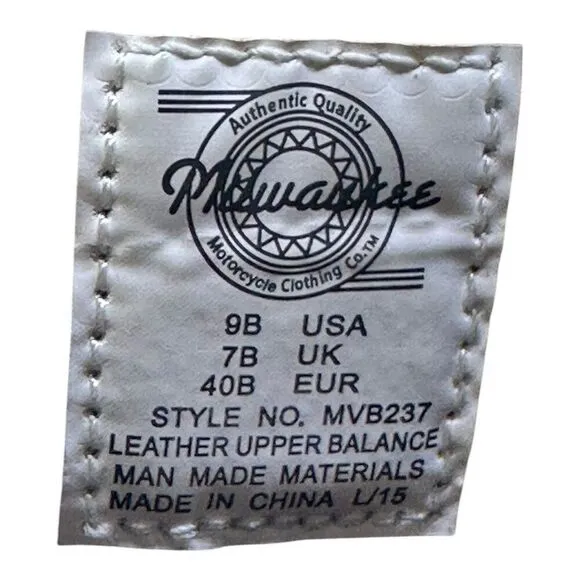 Authentic Quality
Milwaukee
Motorcycle Clothing Co.™
9B USA
7B UK
40B EUR
STYLE NO. MVB237
LEATHER UPPER BALANCE
MAN MADE MATERIALS
MADE IN CHINA L/15